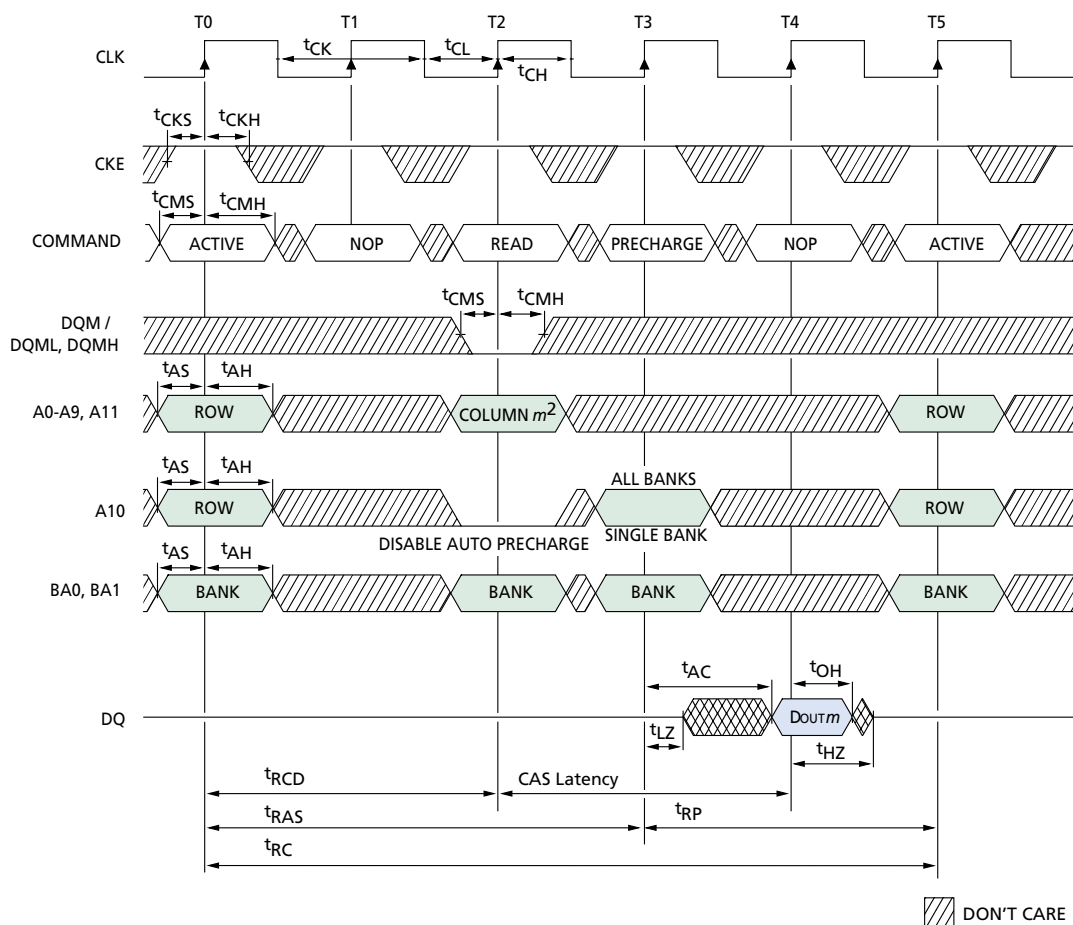 T0 T1 T2 T3 T4 T5
CLK
tCK tCL
tCH
tCKS tCKH
CKE
tCMS tCMH
COMMAND ACTIVE NOP READ PRECHARGE NOP ACTIVE
tCMS tCMH
DQM /
DQML, DQMH
tAS tAH
A0-A9, A11 ROW COLUMN m2 ROW
tAS tAH ALL BANKS
A10 ROW ROW
DISABLE AUTO PRECHARGE SINGLE BANK
tAS tAH
BA0, BA1 BANK BANK BANK BANK
tAC tOH
DQ DOUT m
tLZ tHZ
tRCD CAS Latency
tRAS tRP
tRC
DON'T CARE